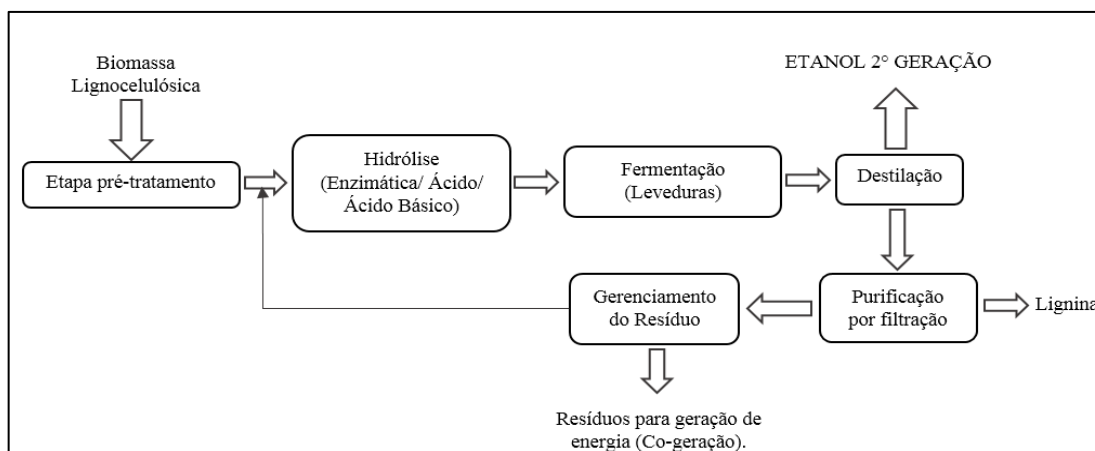 Biomassa
Lignocelulósica
ETANOL 2° GERAÇÃO
Etapa pré-tratamento
Hidrólise
(Enzimática/ Ácido/
Ácido Básico)
Fermentação
(Leveduras)
Destilação
Gerenciamento
do Resíduo
Purificação
por filtração
Lignina
Resíduos para geração de
energia (Co-geração).